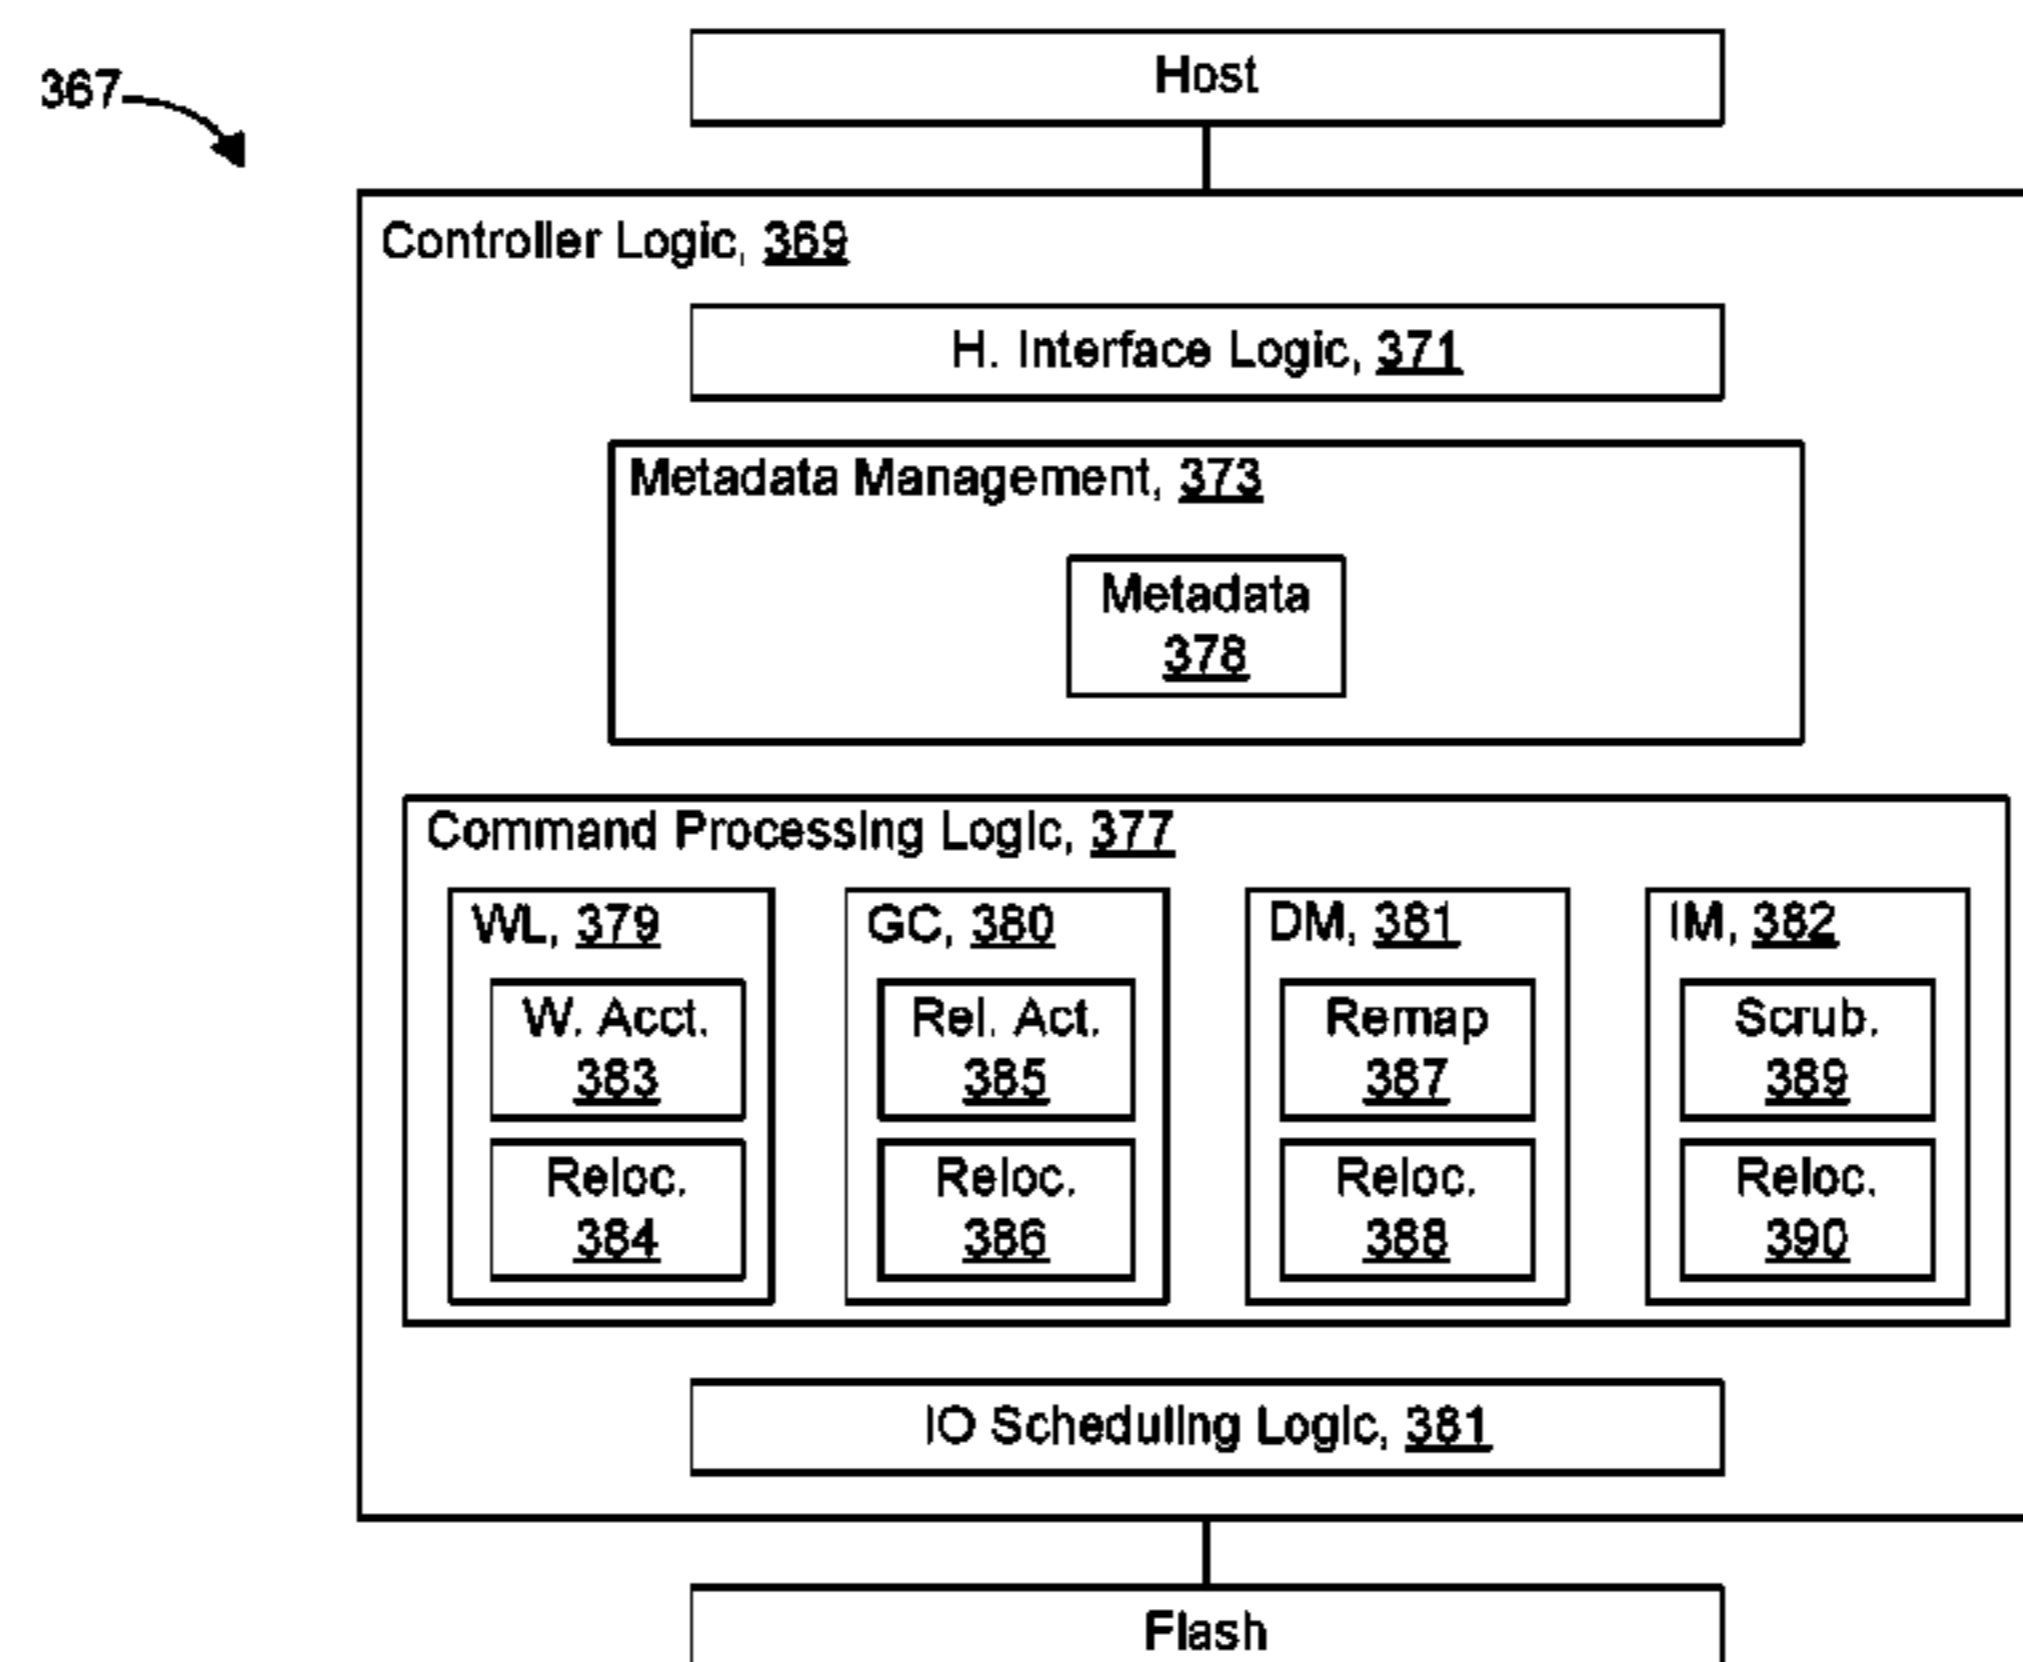 367
Host
Controller Logic, 369
H. Interface Logic, 371
Metadata Management, 373
Metadata
378
Command Processing Logic, 377
WL, 379
W. Acct.
383
Reloc.
384
GC, 380
Rel. Act.
385
Reloc.
386
DM, 381
Remap
387
Reloc.
388
IM, 382
Scrub.
389
Reloc.
390
IO Scheduling Logic, 381
Flash